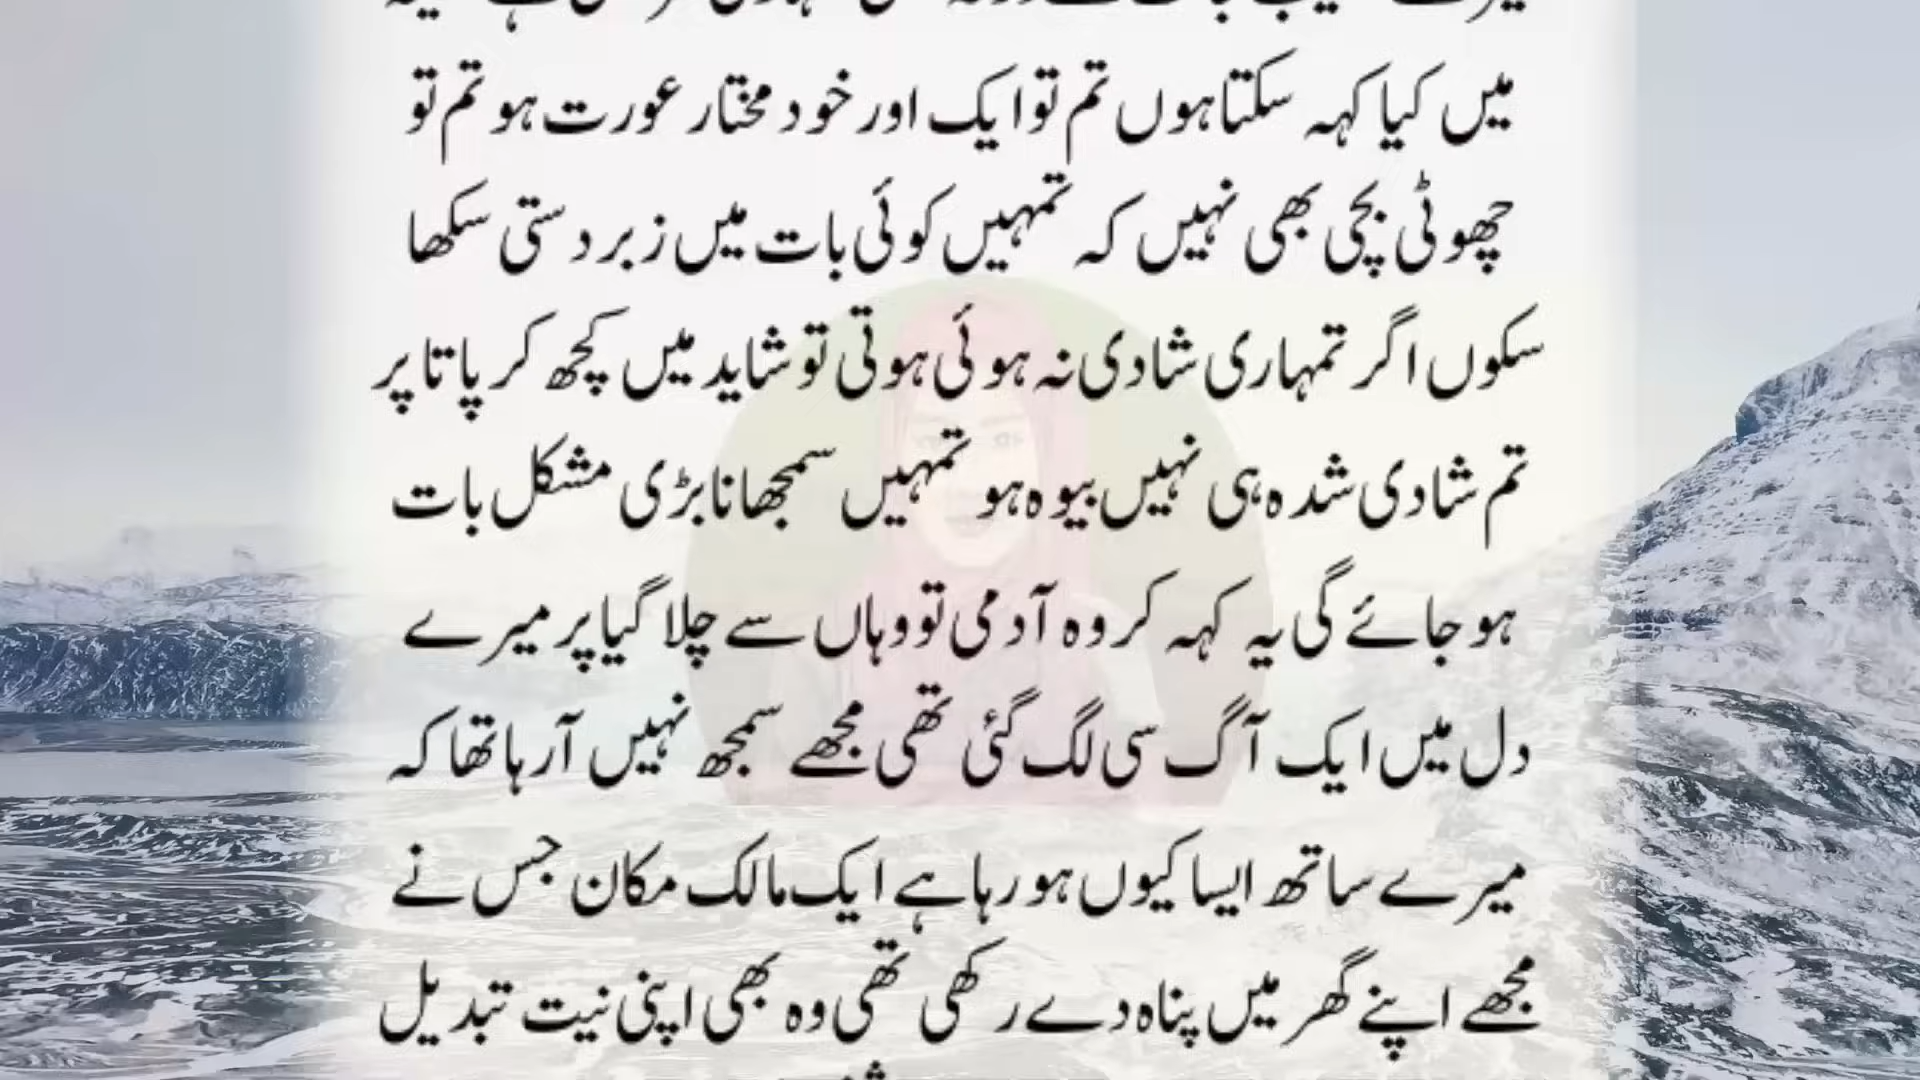 میں کیا کہہ سکتا ہوں تم تو ایک اور خود مختار عورت ہو تم تو
چھوٹی بچی بھی نہیں کہ تمہیں کوئی بات میں زبردستی سکھا
سکوں اگر تمہاری شادی نہ ہوئی ہوتی تو شاید میں کچھ کر پاتا پر
تم شادی شدہ ہی نہیں بیوہ ہو تمہیں سمجھانا بڑی مشکل بات
ہو جائے گی یہ کہہ کر وہ آدمی تو وہاں سے چلا گیا پر میرے
دل میں ایک آگ سی لگ گئی تھی مجھے سمجھ نہیں آرہا تھا کہ
میرے ساتھ ایسا کیوں ہو رہا ہے ایک مالک مکان جس نے
مجھے اپنے گھر میں پناہ دے رکھی تھی وہ بھی اپنی نیت تبدیل